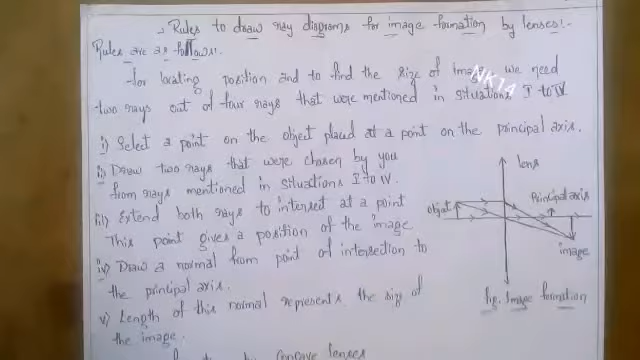 Rules to draw ray diagrams for image formation by lenses:-
Rules are as follows:
For locating position and to find the size of image we need
two rays out of four rays that were mentioned in situations I to IV.
i) Select a point on the object placed at a point on the principal axis.
ii) Draw two rays that were chosen by you
from rays mentioned in situations I to IV.
iii) Extend both rays to intersect at a point
This point gives a position of the image
iv) Draw a normal from point of intersection to
the principal axis.
v) Length of this normal represents the size of
the image.
NK14
lens
Principal axis
object
image
Fig. Image formation
by concave lenses